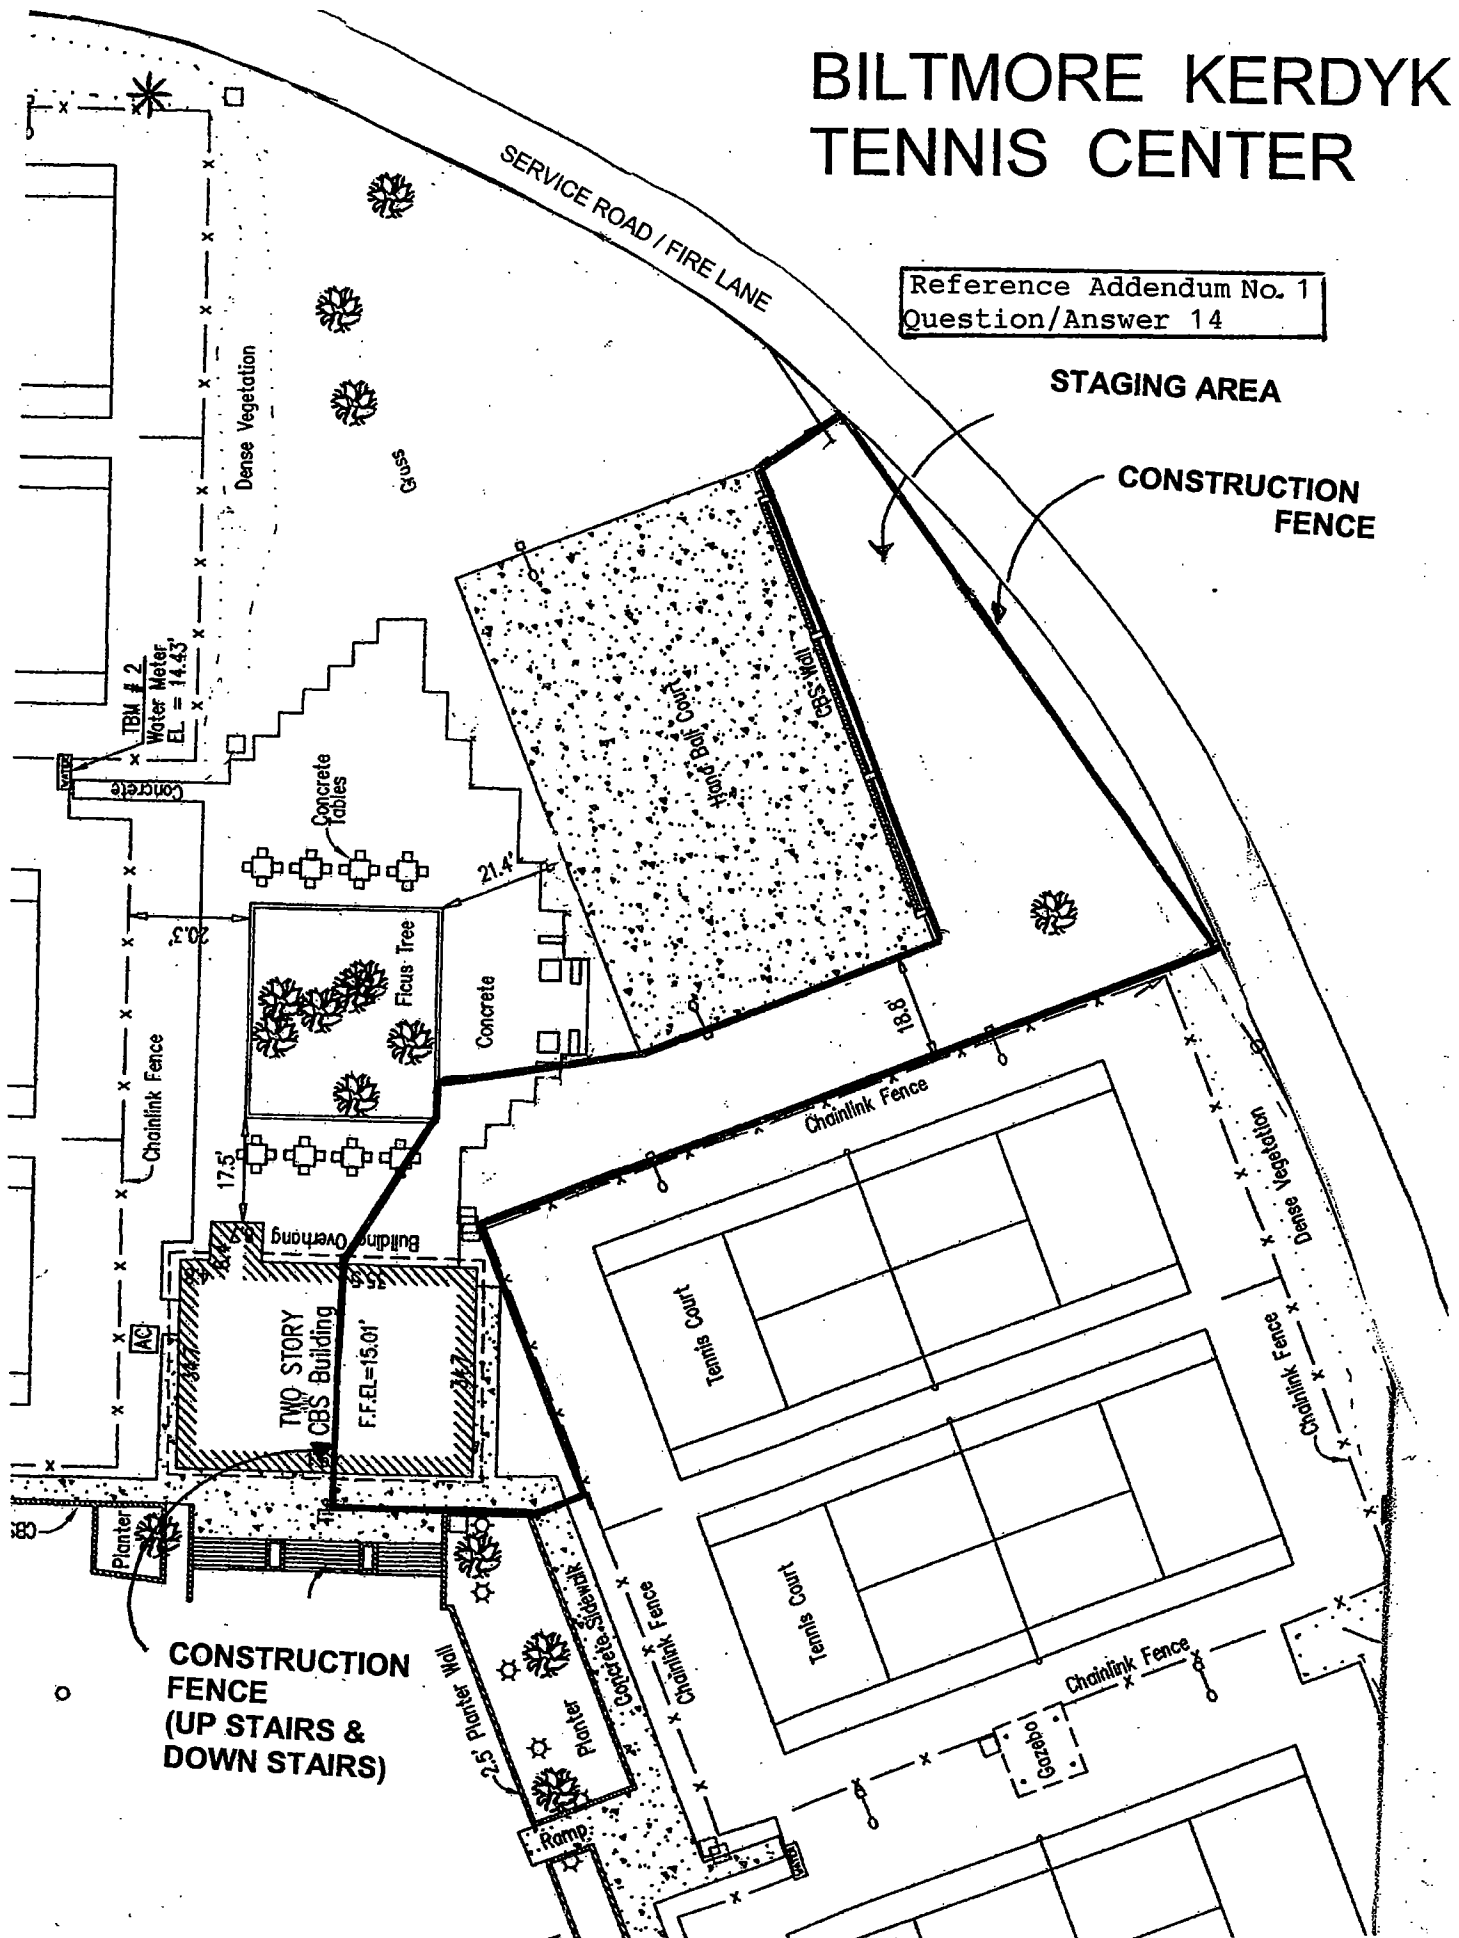 BILTMORE KERDYK
TENNIS CENTER
SERVICE ROAD / FIRE LANE
Reference Addendum No. 1
Question/Answer 14
STAGING AREA
CONSTRUCTION
FENCE
Dense Vegetation
Grass
TBM # 2
Water Meter
EL = 14.43'
WATER
Concrete
Concrete
Tables
Hand Ball Court
CBS Wall
21.4'
20.3'
Ficus Tree
Concrete
18.8'
Chainlink Fence
Chainlink Fence
17.5'
Building Overhang
Dense Vegetation
AC
TWO STORY
CBS Building
F.F.EL=15.01'
Tennis Court
Chainlink Fence
CBS
Planter
Tennis Court
CONSTRUCTION
FENCE
(UP STAIRS &
DOWN STAIRS)
2.5' Planter Wall
Planter
Concrete Sidewalk
Chainlink Fence
Chainlink Fence
Gazebo
Ramp